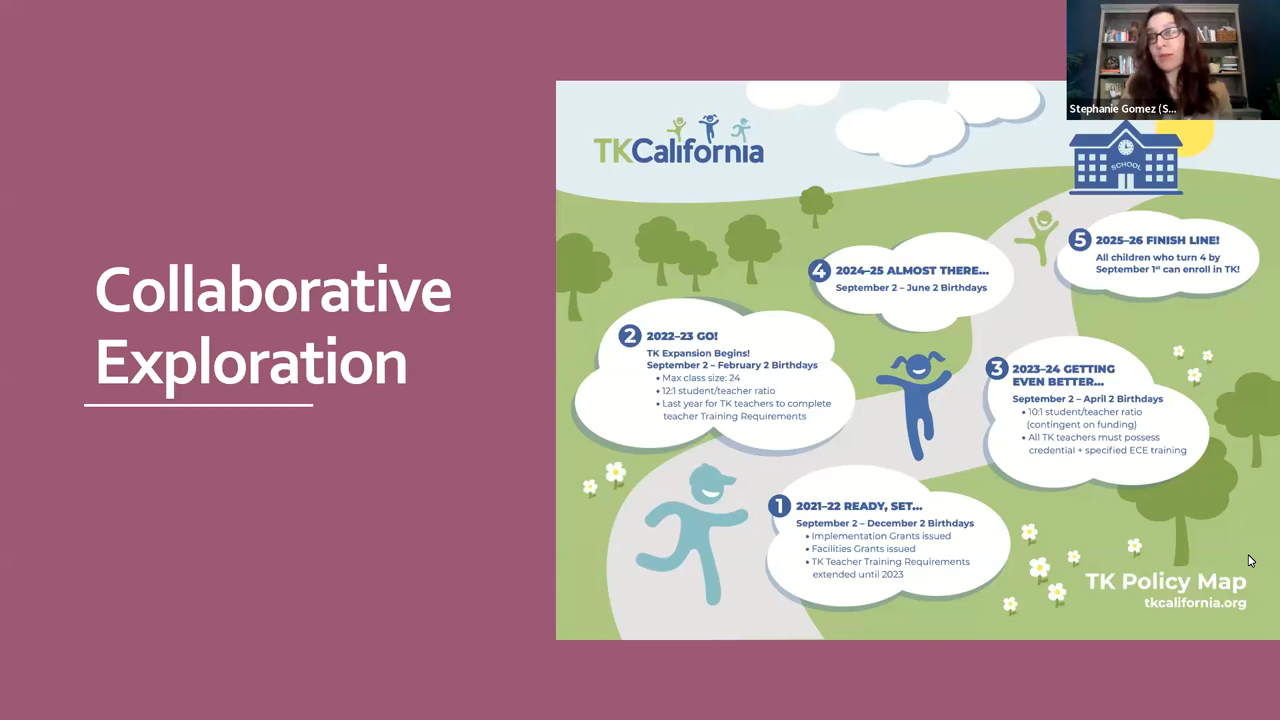 Stephanie Gomez (S...
Collaborative
Exploration
TKCalifornia
SCHOOL
5 2025–26 FINISH LINE!
All children who turn 4 by
September 1st can enroll in TK!
4 2024–25 ALMOST THERE...
September 2 – June 2 Birthdays
2 2022–23 GO!
TK Expansion Begins!
September 2 – February 2 Birthdays
• Max class size: 24
• 12:1 student/teacher ratio
• Last year for TK teachers to complete
teacher Training Requirements
3 2023–24 GETTING
EVEN BETTER...
September 2 – April 2 Birthdays
• 10:1 student/teacher ratio
(contingent on funding)
• All TK teachers must possess
credential + specified ECE training
1 2021–22 READY, SET...
September 2 – December 2 Birthdays
• Implementation Grants issued
• Facilities Grants issued
• TK Teacher Training Requirements
extended until 2023
TK Policy Map
tkcalifornia.org